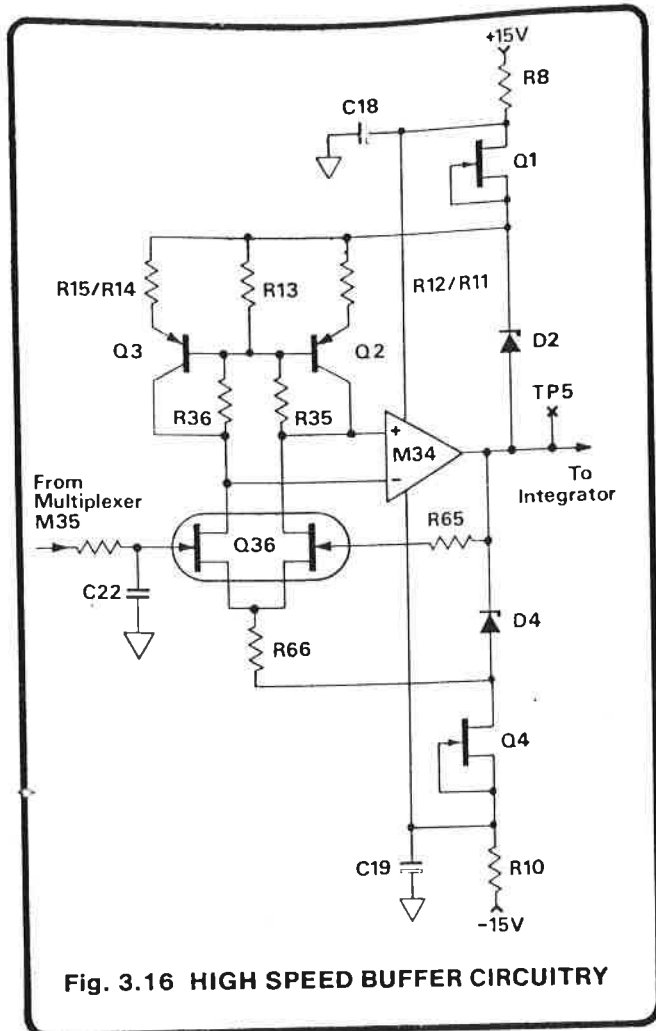 +15V
R8
C18
Q1
R15/R14
R13
R12/R11
Q3
Q2
D2
R36
R35
TP5
+
M34
-
To
Integrator
From
Multiplexer
M35
Q36
R65
C22
D4
R66
Q4
C19
R10
-15V
Fig. 3.16 HIGH SPEED BUFFER CIRCUITRY